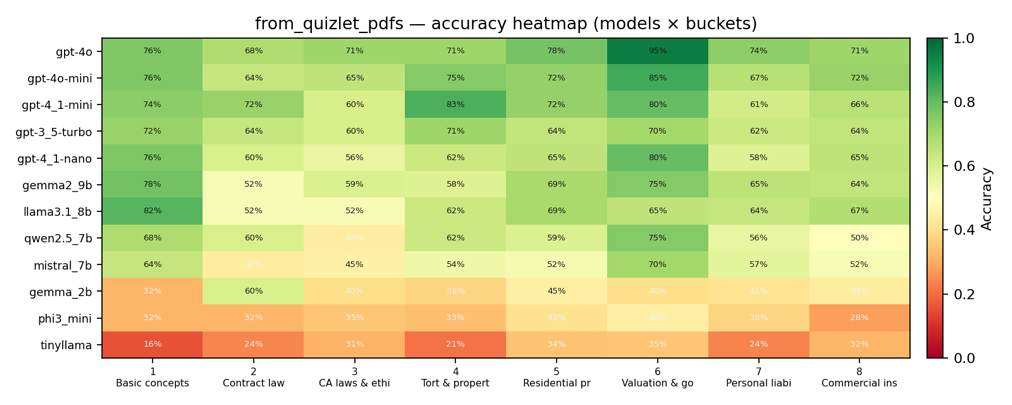 from_quizlet_pdfs — accuracy heatmap (models × buckets)
gpt-4o 76% 68% 71% 71% 78% 95% 74% 71%
gpt-4o-mini 76% 64% 65% 75% 72% 85% 67% 72%
gpt-4_1-mini 74% 72% 60% 83% 72% 80% 61% 66%
gpt-3_5-turbo 72% 64% 60% 71% 64% 70% 62% 64%
gpt-4_1-nano 76% 60% 56% 62% 65% 80% 58% 65%
gemma2_9b 78% 52% 59% 58% 69% 75% 65% 64%
llama3.1_8b 82% 52% 52% 62% 69% 65% 64% 67%
qwen2.5_7b 68% 60% 62% 59% 75% 56% 50%
mistral_7b 64% 45% 54% 52% 70% 57% 52%
gemma_2b 32% 60% 40% 38% 45% 40% 42%
phi3_mini 32% 32% 35% 33% 38% 28%
tinyllama 16% 24% 31% 21% 34% 35% 24% 32%
1 2 3 4 5 6 7 8
Basic concepts Contract law CA laws & ethi Tort & propert Residential pr Valuation & go Personal liabi Commercial ins
1.0
0.8
0.6
0.4
0.2
0.0
Accuracy